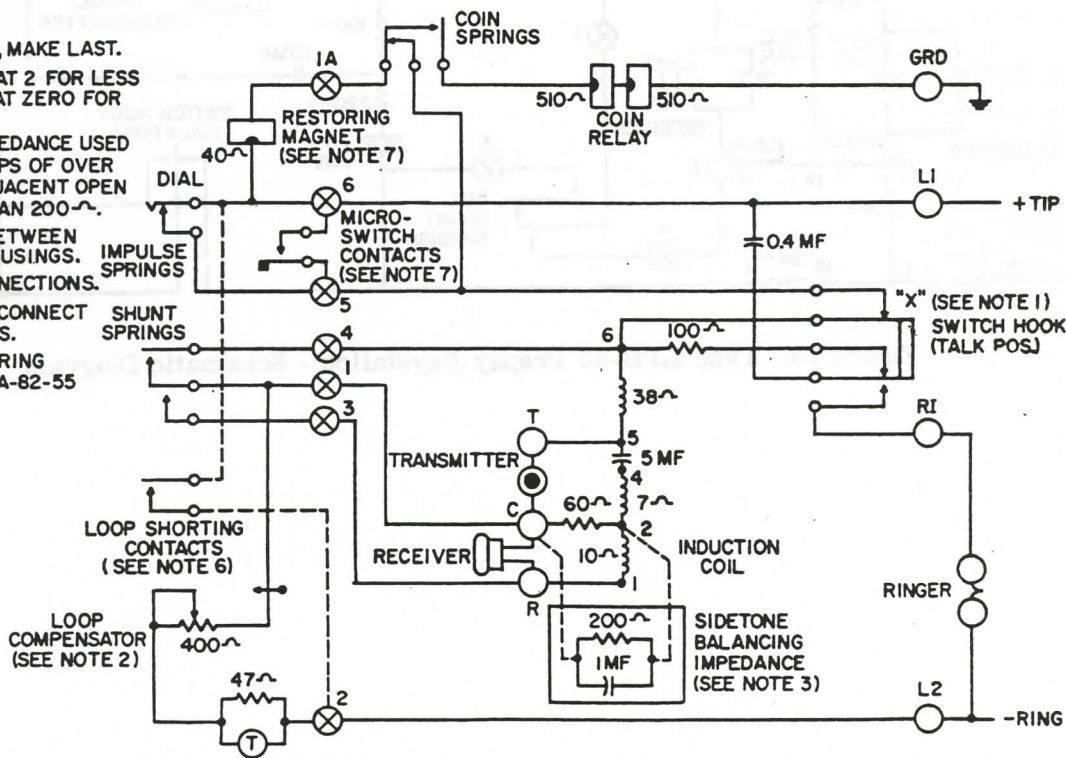 , MAKE LAST.
AT 2 FOR LESS
AT ZERO FOR
EDANCE USED
PS OF OVER
JACENT OPEN
AN 200~.
ETWEEN
USINGS.
NECTIONS.
CONNECT
S.
RING
A-82-55
COIN
SPRINGS
1A
GRD
510~
510~
COIN
RELAY
RESTORING
MAGNET
(SEE NOTE 7)
40~
DIAL
6
L1
+ TIP
MICRO-
SWITCH
CONTACTS
(SEE NOTE 7)
0.4 MF
IMPULSE
SPRINGS
5
"X" (SEE NOTE 1)
SWITCH HOOK
(TALK POS.)
SHUNT
SPRINGS
4
6
100~
1
38~
3
R1
T
5
TRANSMITTER
5 MF
4
60~
7~
C
2
LOOP SHORTING
CONTACTS
(SEE NOTE 6)
RECEIVER
10~
INDUCTION
COIL
R
1
RINGER
LOOP
COMPENSATOR
(SEE NOTE 2)
400~
200~
1 MF
SIDETONE
BALANCING
IMPEDANCE
(SEE NOTE 3)
47~
2
T
L2
-RING